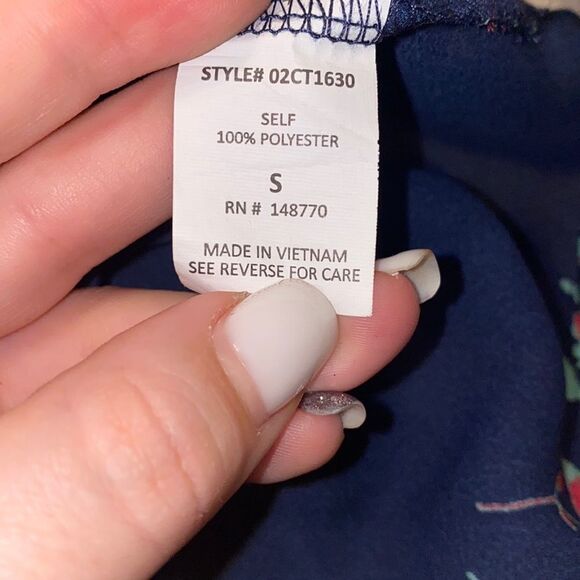 STYLE# 02CT1630
SELF
100% POLYESTER
S
RN # 148770
MADE IN VIETNAM
SEE REVERSE FOR CARE